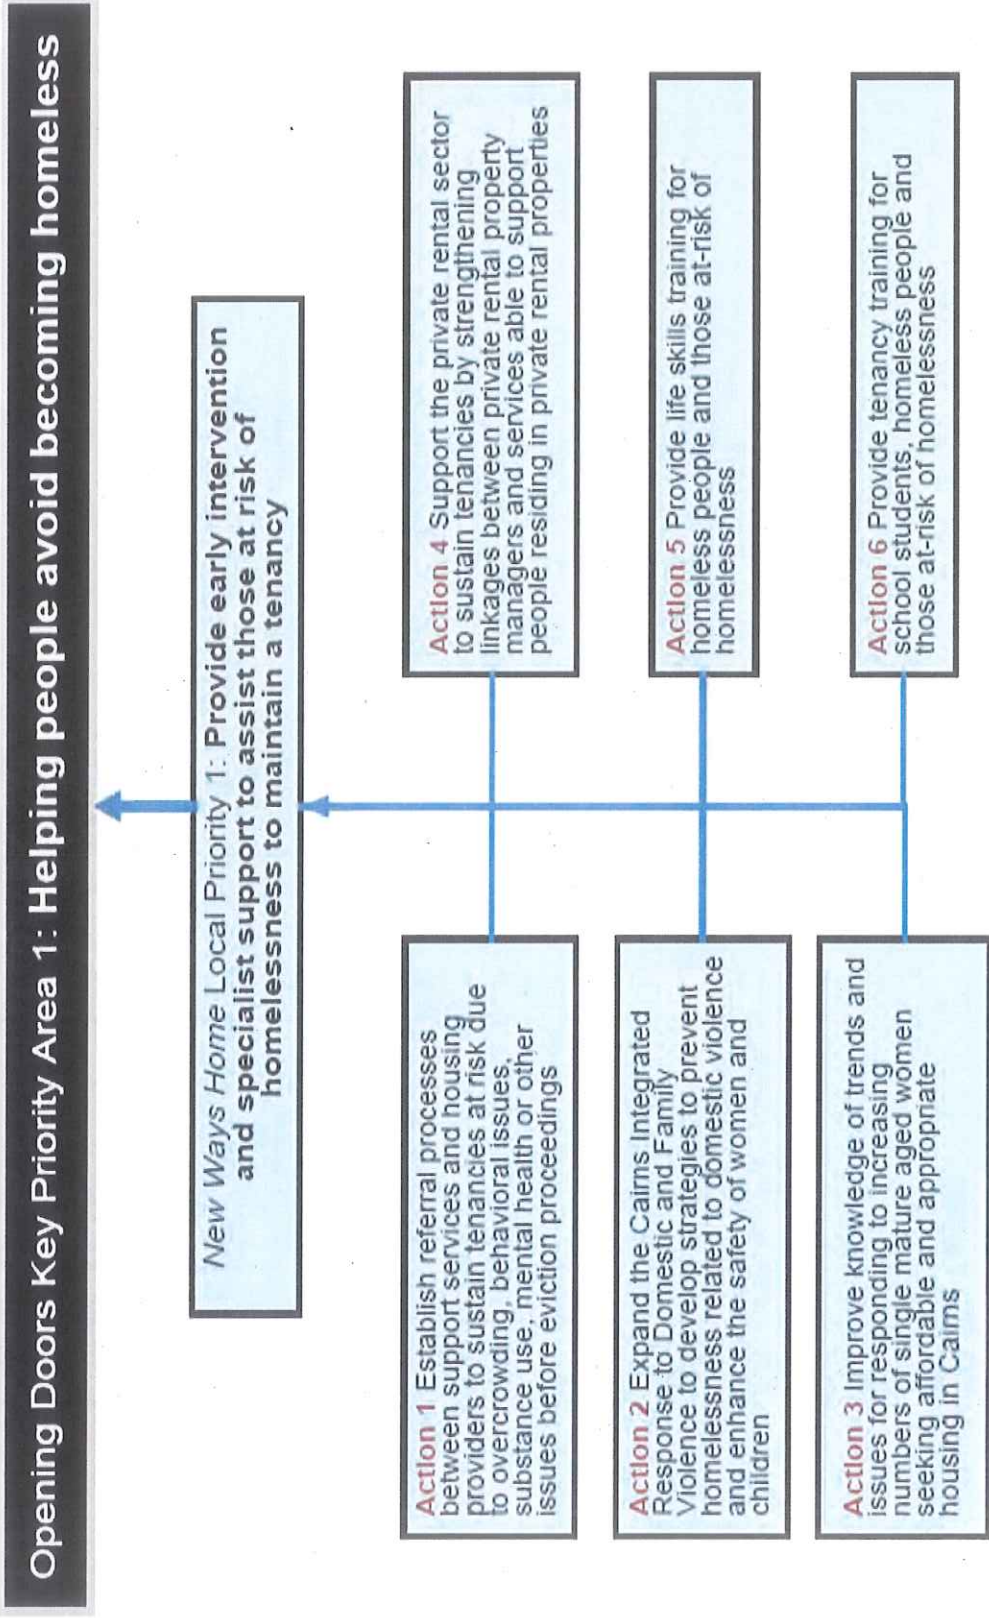 Opening Doors Key Priority Area 1: Helping people avoid becoming homeless
New Ways Home Local Priority 1: Provide early intervention
and specialist support to assist those at risk of
homelessness to maintain a tenancy
Action 1 Establish referral processes
between support services and housing
providers to sustain tenancies at risk due
to overcrowding, behavioral issues,
substance use, mental health or other
issues before eviction proceedings
Action 2 Expand the Cairns Integrated
Response to Domestic and Family
Violence to develop strategies to prevent
homelessness related to domestic violence
and enhance the safety of women and
children
Action 3 Improve knowledge of trends and
issues for responding to increasing
numbers of single mature aged women
seeking affordable and appropriate
housing in Cairns
Action 4 Support the private rental sector
to sustain tenancies by strengthening
linkages between private rental property
managers and services able to support
people residing in private rental properties
Action 5 Provide life skills training for
homeless people and those at-risk of
homelessness
Action 6 Provide tenancy training for
school students, homeless people and
those at-risk of homelessness